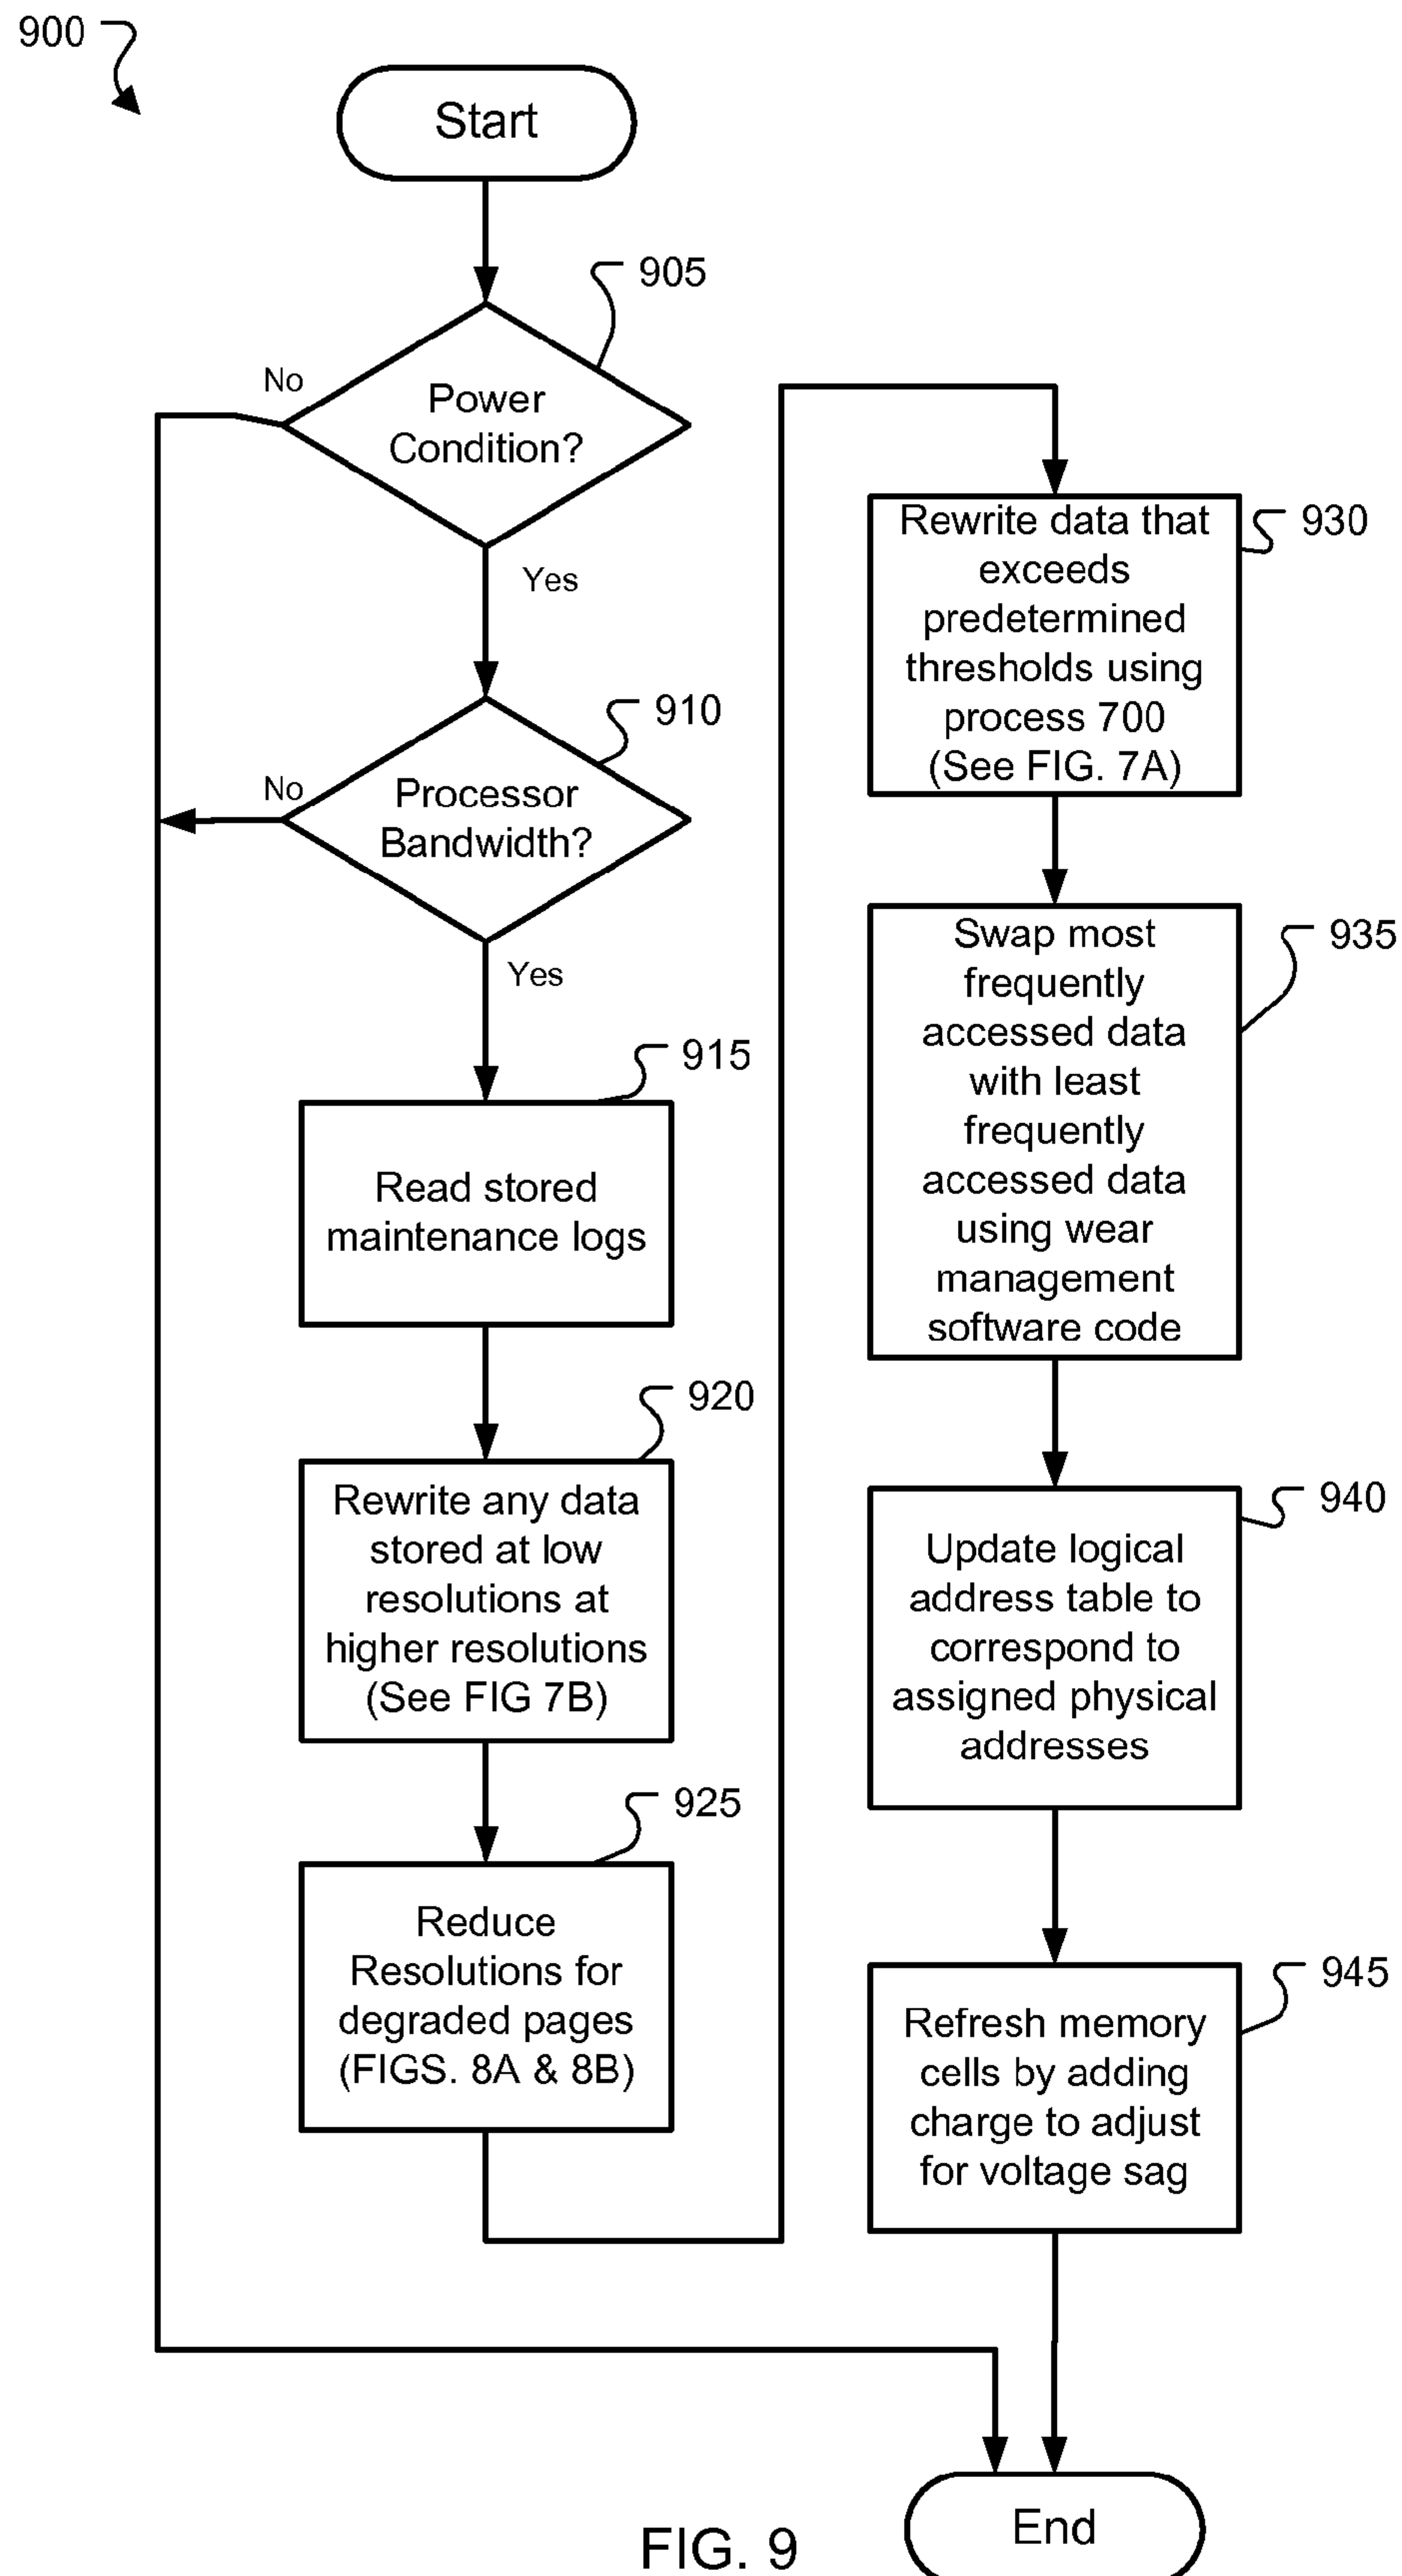 900
Start
905
No
Power
Condition?
Yes
910
No
Processor
Bandwidth?
Yes
915
Read stored
maintenance logs
920
Rewrite any data
stored at low
resolutions at
higher resolutions
(See FIG 7B)
925
Reduce
Resolutions for
degraded pages
(FIGS. 8A & 8B)
930
Rewrite data that
exceeds
predetermined
thresholds using
process 700
(See FIG. 7A)
935
Swap most
frequently
accessed data
with least
frequently
accessed data
using wear
management
software code
940
Update logical
address table to
correspond to
assigned physical
addresses
945
Refresh memory
cells by adding
charge to adjust
for voltage sag
End
FIG. 9